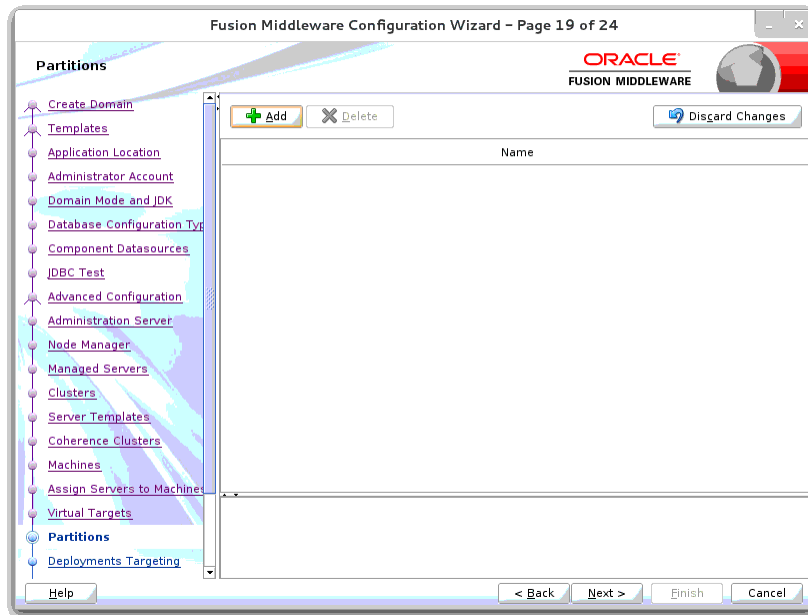 Fusion Middleware Configuration Wizard – Page 19 of 24
Partitions
ORACLE
FUSION MIDDLEWARE
Create Domain
Templates
Application Location
Administrator Account
Domain Mode and JDK
Database Configuration Typ
Component Datasources
JDBC Test
Advanced Configuration
Administration Server
Node Manager
Managed Servers
Clusters
Server Templates
Coherence Clusters
Machines
Assign Servers to Machines
Virtual Targets
Partitions
Deployments Targeting
Add Delete Discard Changes
Name
Help < Back Next > Finish Cancel